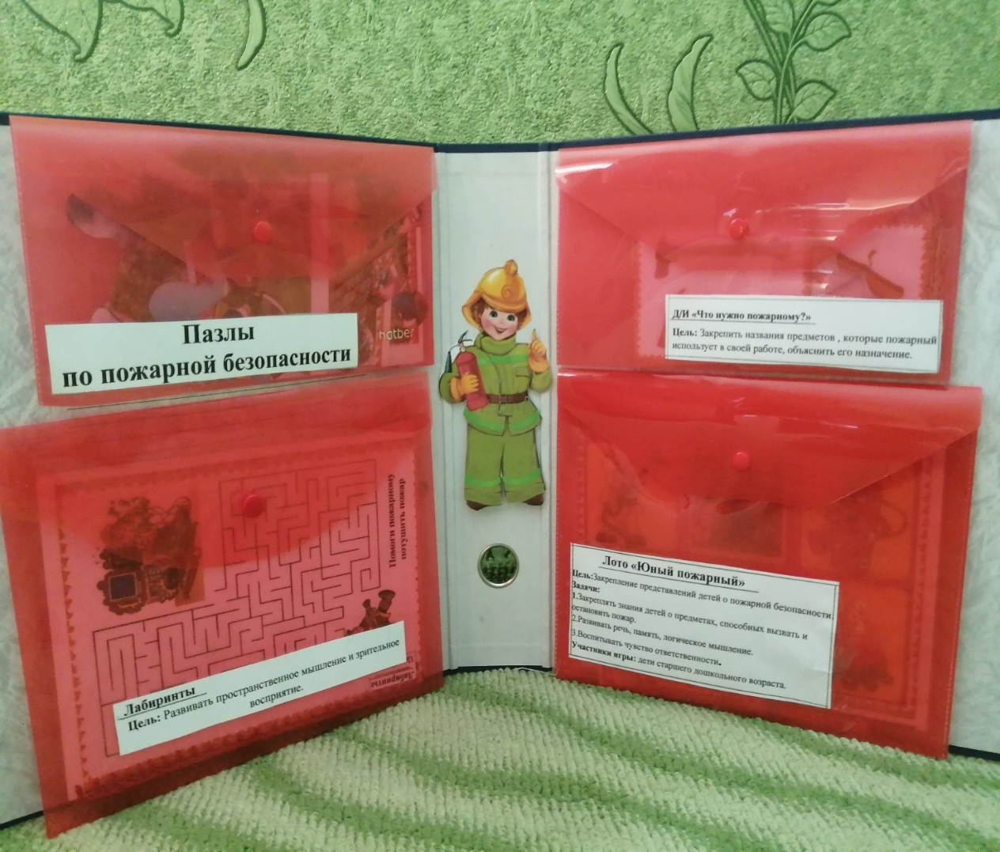 Пазлы
по пожарной безопасности
hatber
Помоги пожарному
потушить пожар
Лабиринты
Лабиринты
Цель: Развивать пространственное мышление и зрительное
восприятие.
Д/И «Что нужно пожарному?»
Цель: Закрепить названия предметов , которые пожарный
использует в своей работе, объяснить его назначение.
Лото «Юный пожарный»
Цель:Закрепление представлений детей о пожарной безопасности
Задачи:
1.Закреплять знания детей о предметах, способных вызвать и
остановить пожар.
2.Развивать речь, память, логическое мышление.
3.Воспитывать чувство ответственности.
Участники игры: дети старшего дошкольного возраста.